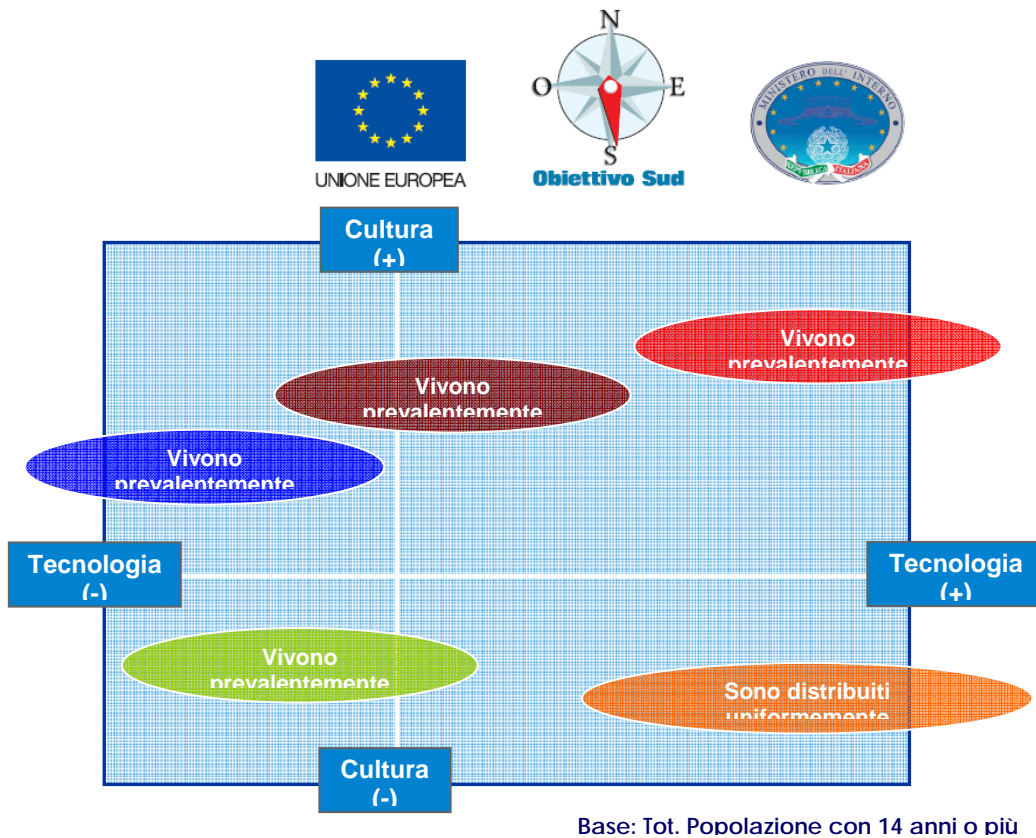 N
O E
S
UNIONE EUROPEA
Obiettivo Sud
MINISTERO DELL' INTERNO
REPVBBLICA ITALIANA
Cultura
(+)
Vivono
prevalentemente
Vivono
prevalentemente
Vivono
prevalentemente
Tecnologia
(-)
Tecnologia
(+)
Vivono
prevalentemente
Sono distribuiti
uniformemente
Cultura
(-)
Base: Tot. Popolazione con 14 anni o più